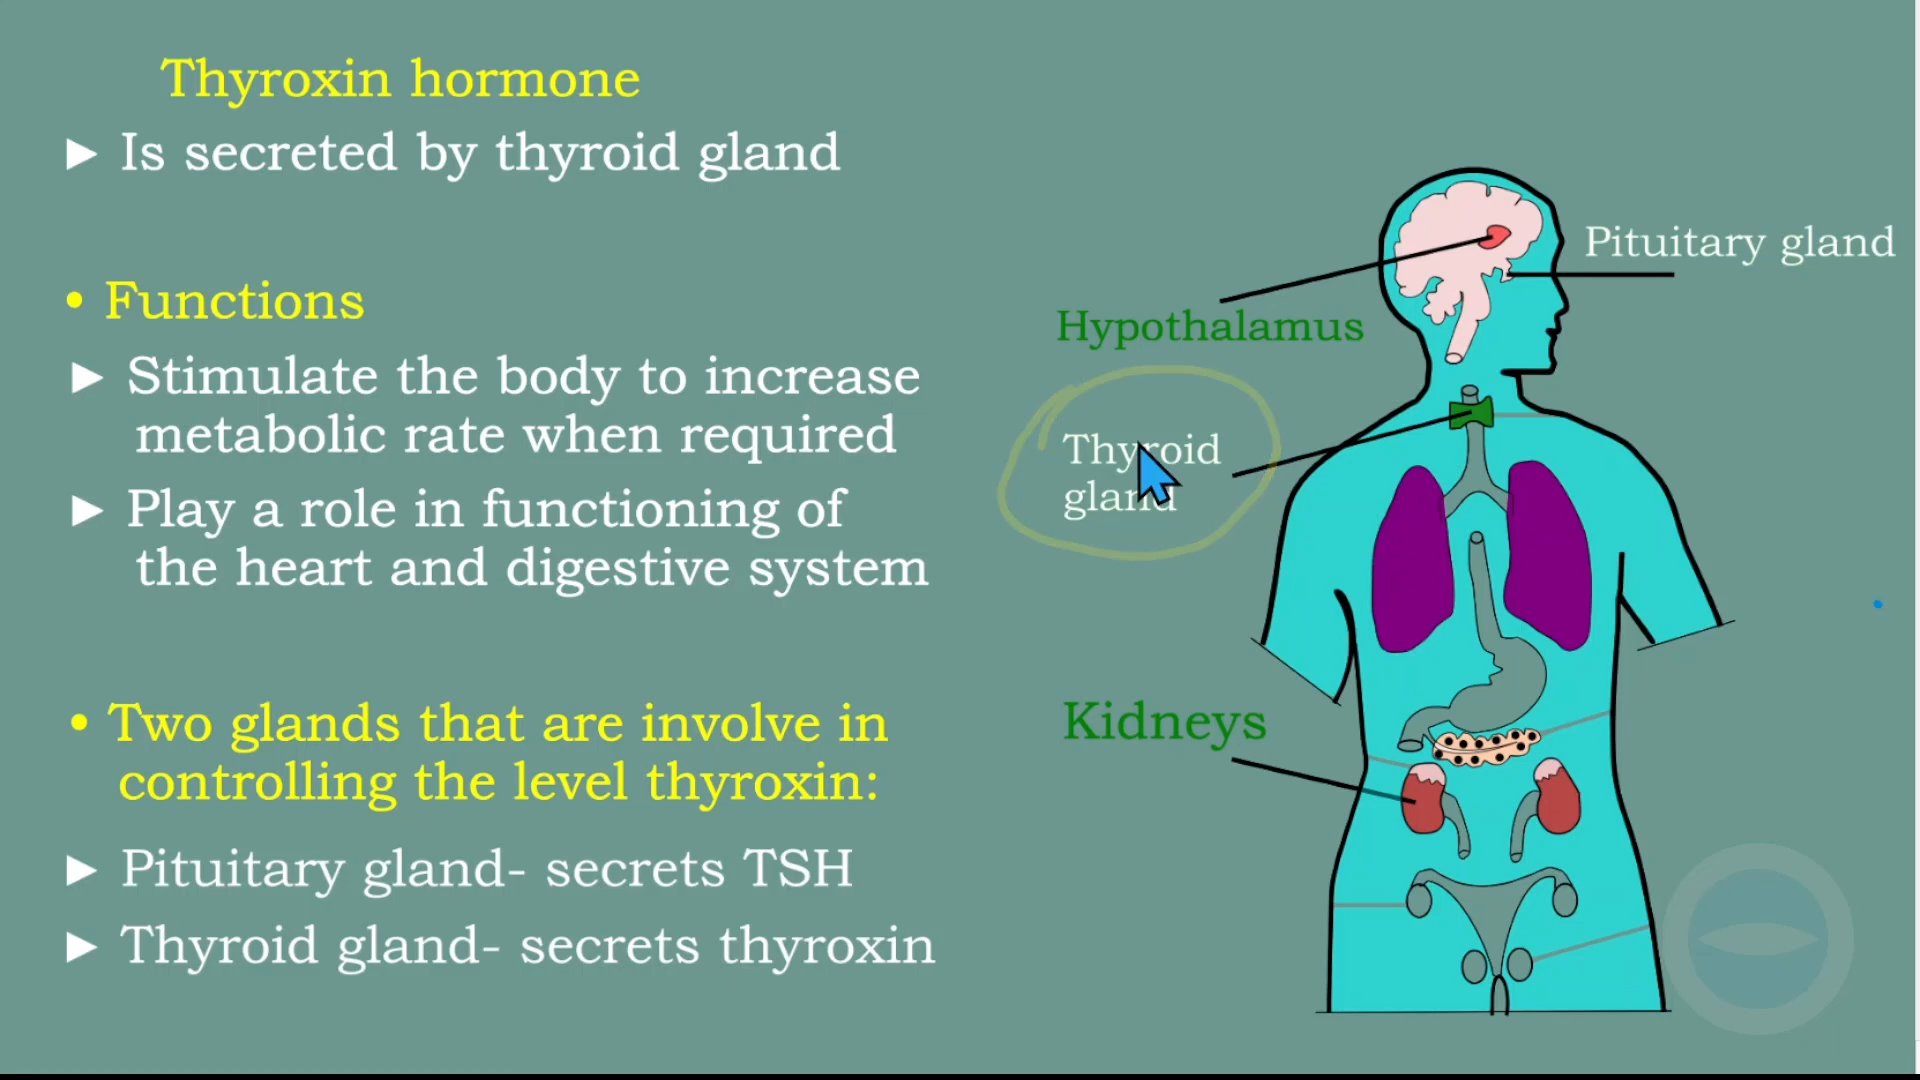 Thyroxin hormone
► Is secreted by thyroid gland
• Functions
► Stimulate the body to increase
metabolic rate when required
► Play a role in functioning of
the heart and digestive system
• Two glands that are involve in
controlling the level thyroxin:
► Pituitary gland- secrets TSH
► Thyroid gland- secrets thyroxin
Pituitary gland
Hypothalamus
Thyroid
gland
Kidneys